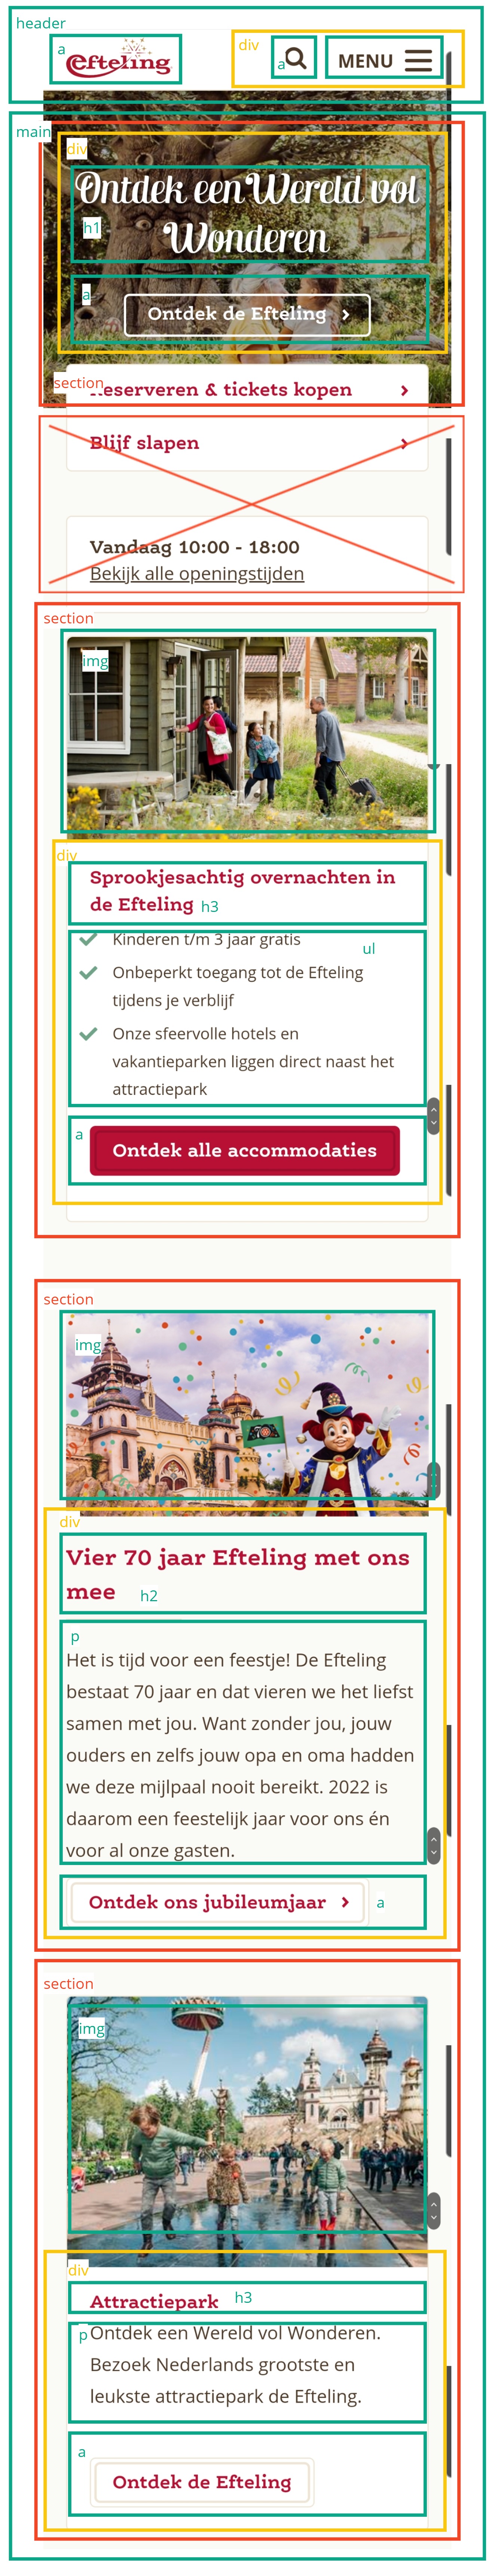 header
a
efteling
div
a
MENU
main
div
Ontdek een Wereld vol
Wonderen
h1
a
Ontdek de Efteling
section
eserveren & tickets kopen
Blijf slapen
Vandaag 10:00 - 18:00
Bekijk alle openingstijden
section
img
div
Sprookjesachtig overnachten in
de Efteling
h3
Kinderen t/m 3 jaar gratis
ul
Onbeperkt toegang tot de Efteling
tijdens je verblijf
Onze sfeervolle hotels en
vakantieparken liggen direct naast het
attractiepark
a
Ontdek alle accommodaties
section
img
div
Vier 70 jaar Efteling met ons
mee
h2
p
Het is tijd voor een feestje! De Efteling
bestaat 70 jaar en dat vieren we het liefst
samen met jou. Want zonder jou, jouw
ouders en zelfs jouw opa en oma hadden
we deze mijlpaal nooit bereikt. 2022 is
daarom een feestelijk jaar voor ons én
voor al onze gasten.
Ontdek ons jubileumjaar
a
section
img
div
Attractiepark
h3
p
Ontdek een Wereld vol Wonderen.
Bezoek Nederlands grootste en
leukste attractiepark de Efteling.
a
Ontdek de Efteling